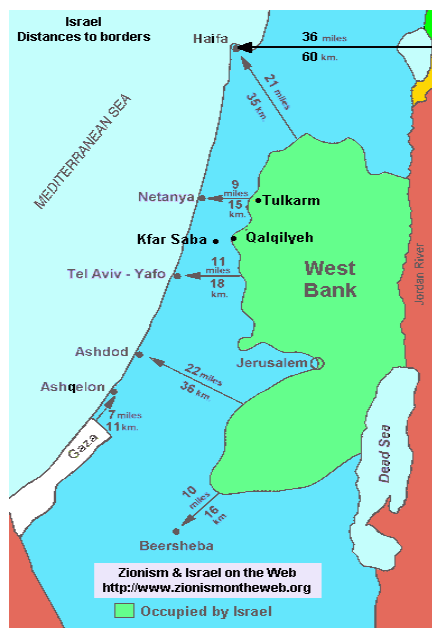 Israel
Distances to borders
Haifa
36 miles
60 km.
21 miles
35 km.
MEDITERRANEAN SEA
Netanya
9
miles
15
km.
Tulkarm
Kfar Saba
Qalqilyeh
11
miles
18
km.
Tel Aviv - Yafo
West
Bank
Jordan River
Ashdod
22 miles
36 km.
Jerusalem
Ashqelon
7 miles
11km.
Gaza
Dead Sea
10
miles
16
km
Beersheba
Zionism & Israel on the Web
http://www.zionismontheweb.org
Occupied by Israel